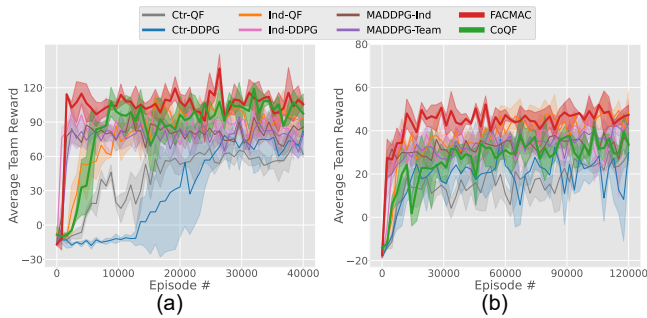 Ctr-QF Ind-QF MADDPG-Ind FACMAC
Ctr-DDPG Ind-DDPG MADDPG-Team CoQF
Average Team Reward
120
90
60
30
0
−30
0 10000 20000 30000 40000
Episode #
(a)
Average Team Reward
80
60
40
20
0
−20
0 30000 60000 90000 120000
Episode #
(b)